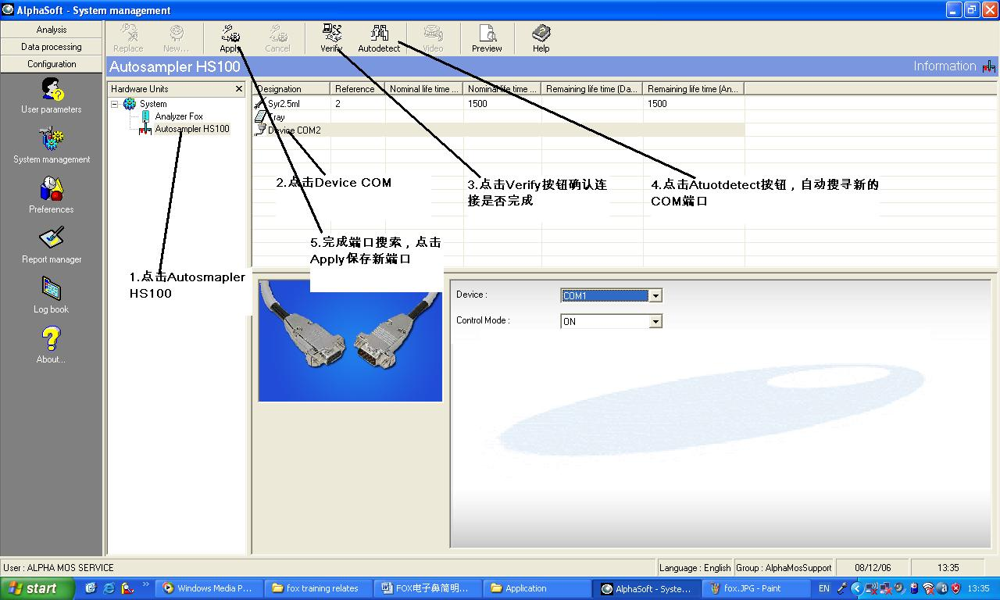 AlphaSoft - System management
Analysis
Data processing
Configuration
User parameters
System management
Preferences
Report manager
Log book
About...
Replace
New...
Apply
Cancel
Verify
Autodetect
Video
Preview
Help
Autosampler HS100
Information
Hardware Units
System
Analyzer Fox
Autosampler HS100
Designation Reference Nominal life time ... Nominal life time ... Remaining life time (Da... Remaining life time (An...
Syr2.5ml 2 1500 1500
Tray
Device COM2
2.点击Device COM
3.点击Verify按钮确认连
接是否完成
4.点击Atuotdetect按钮，自动搜寻新的
COM端口
5.完成端口搜索，点击
Apply保存新端口
1.点击Autosmapler
HS100
Device :
COM1
Control Mode :
ON
User : ALPHA MOS SERVICE
Language : English
Group : AlphaMosSupport
08/12/06
13:35
start
Windows Media P...
fox training relates
FOX电子鼻简明...
Application
AlphaSoft - Syste...
fox.JPG - Paint
EN
13:35